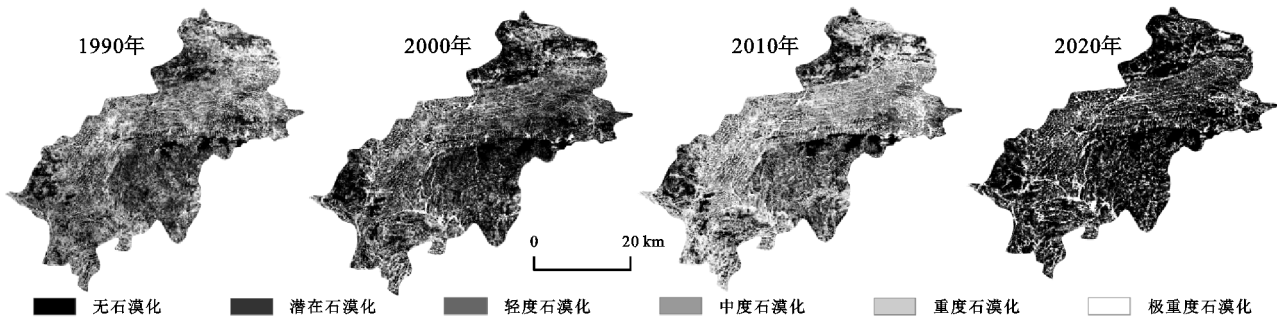 1990年
2000年
2010年
2020年
0 20 km
无石漠化 潜在石漠化 轻度石漠化 中度石漠化 重度石漠化 极重度石漠化